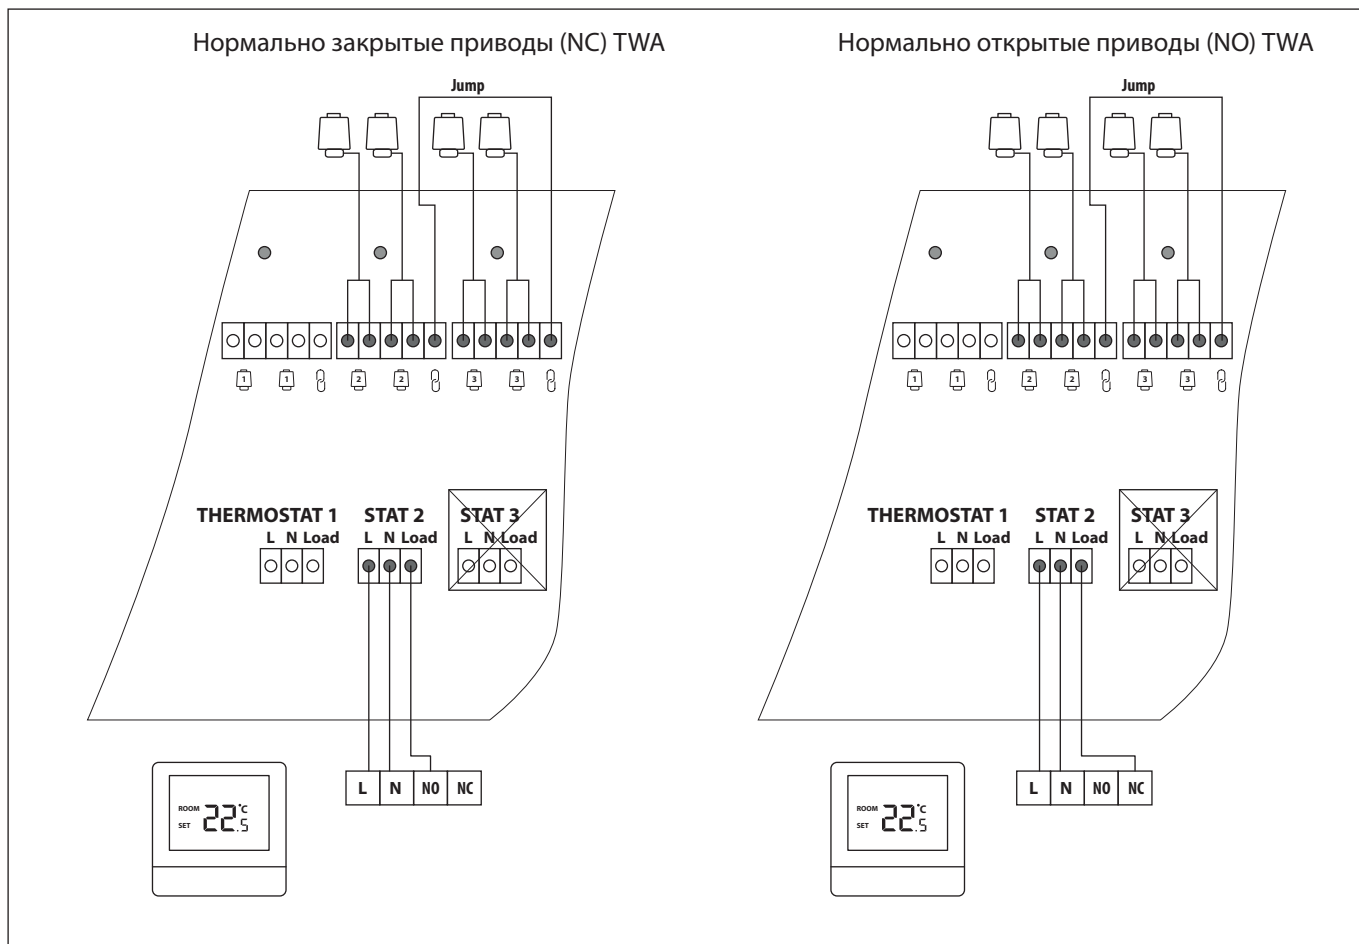 Нормально закрытые приводы (NC) TWA
Jump
1 1 2 2 3 3
THERMOSTAT 1 STAT 2 STAT 3
L N Load L N Load L N Load
L N NO NC
ROOM 22.5 °C
SET
Нормально открытые приводы (NO) TWA
Jump
1 1 2 2 3 3
THERMOSTAT 1 STAT 2 STAT 3
L N Load L N Load L N Load
L N NO NC
ROOM 22.5 °C
SET